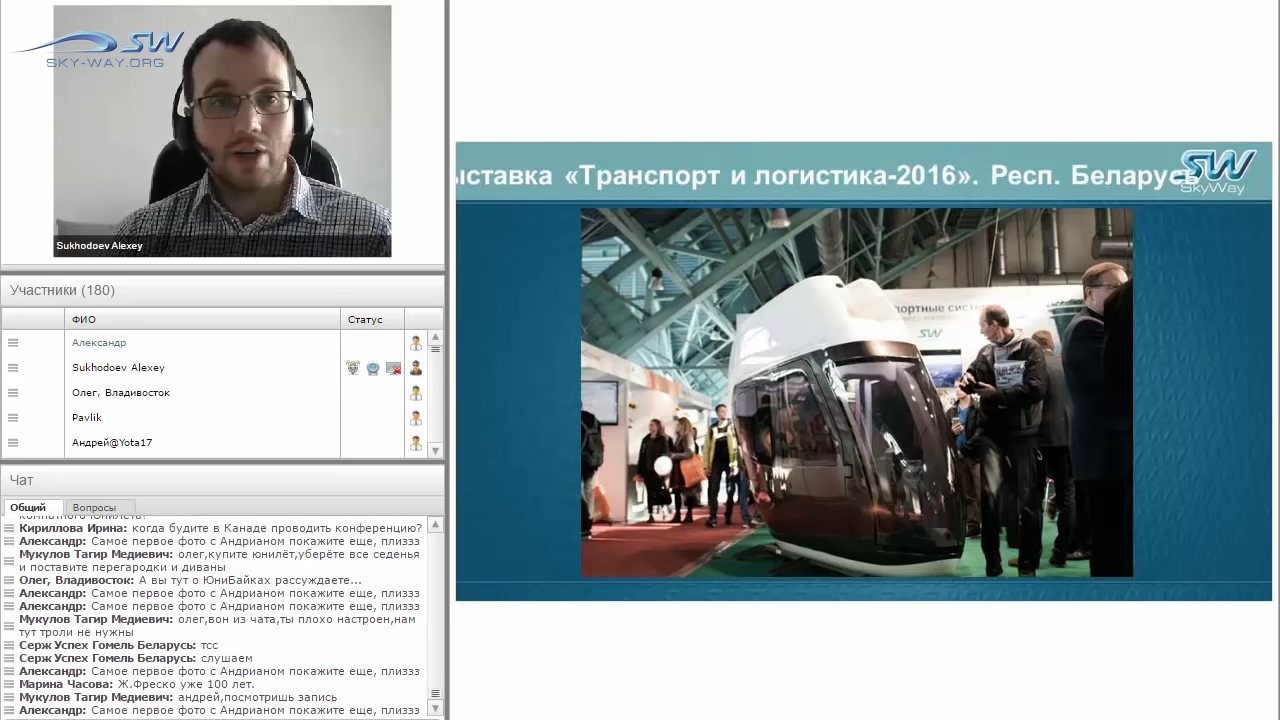 SW
SKY-WAY.ORG
Sukhodoev Alexey
Участники (180)
ФИО
Статус
Александр
Sukhodoev Alexey
Олег, Владивосток
Pavlik
Андрей@Yota17
Чат
Общий
Вопросы
Кириллова Ирина: когда будите в Канаде проводить конференцию?
Александр: Самое первое фото с Андрианом покажите еще, плиззз
Мукулов Тагир Медиевич: олег,купите юнилёт,уберёте все седенья
и поставите перегародки и диваны
Олег, Владивосток: А вы тут о ЮниБайках рассуждаете...
Александр: Самое первое фото с Андрианом покажите еще, плиззз
Александр: Самое первое фото с Андрианом покажите еще, плиззз
Мукулов Тагир Медиевич: олег,вон из чата,ты плохо настроен,нам
тут троли не нужны
Серж Успех Гомель Беларусь: тсс
Серж Успех Гомель Беларусь: слушаем
Александр: Самое первое фото с Андрианом покажите еще, плиззз
Марина Часова: Ж.Фреско уже 100 лет.
Мукулов Тагир Медиевич: андрей,посмотришь запись
Александр: Самое первое фото с Андрианом покажите еще, плиззз
ыставка «Транспорт и логистика-2016». Респ. Беларусь
SW
SkyWay
портные систе
SW